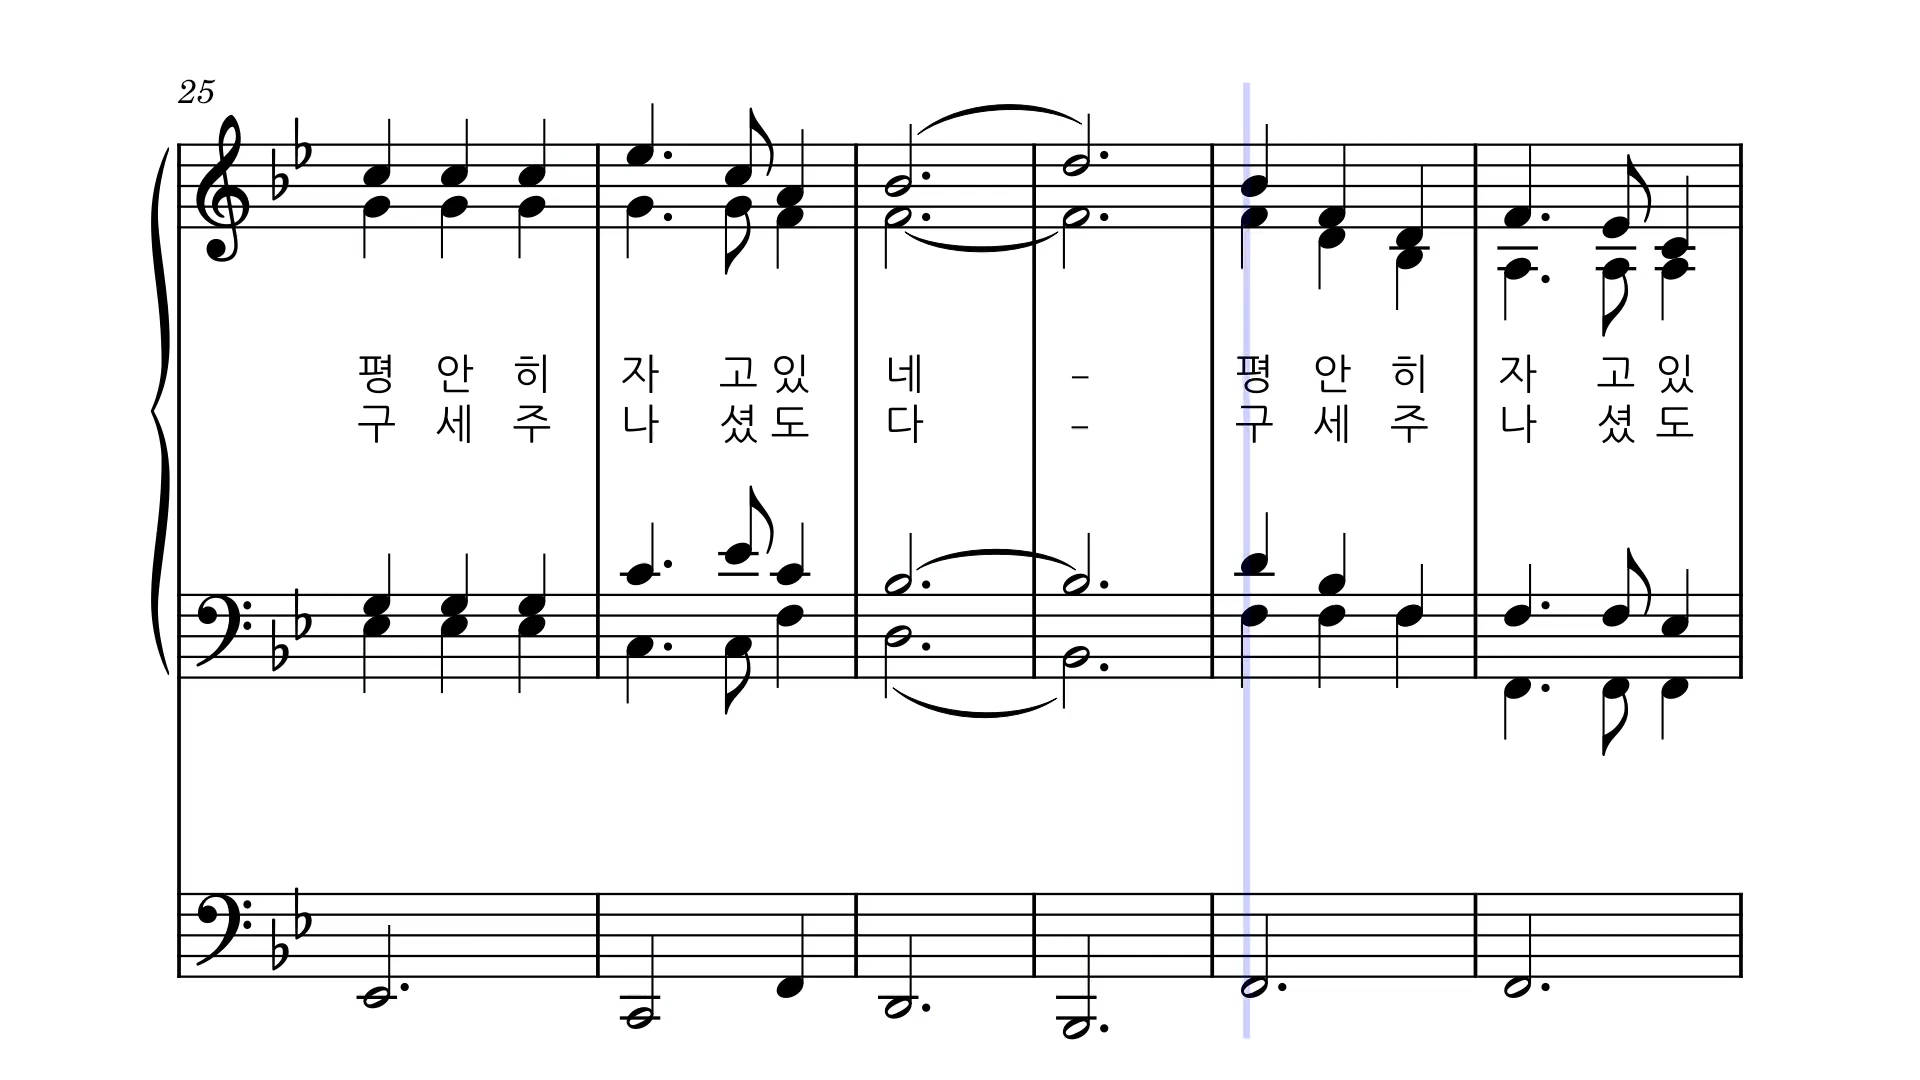 25
평 안 히 자 고 있 네 – 평 안 히 자 고 있
구 세 주 나 셨 도 다 – 구 세 주 나 셨 도